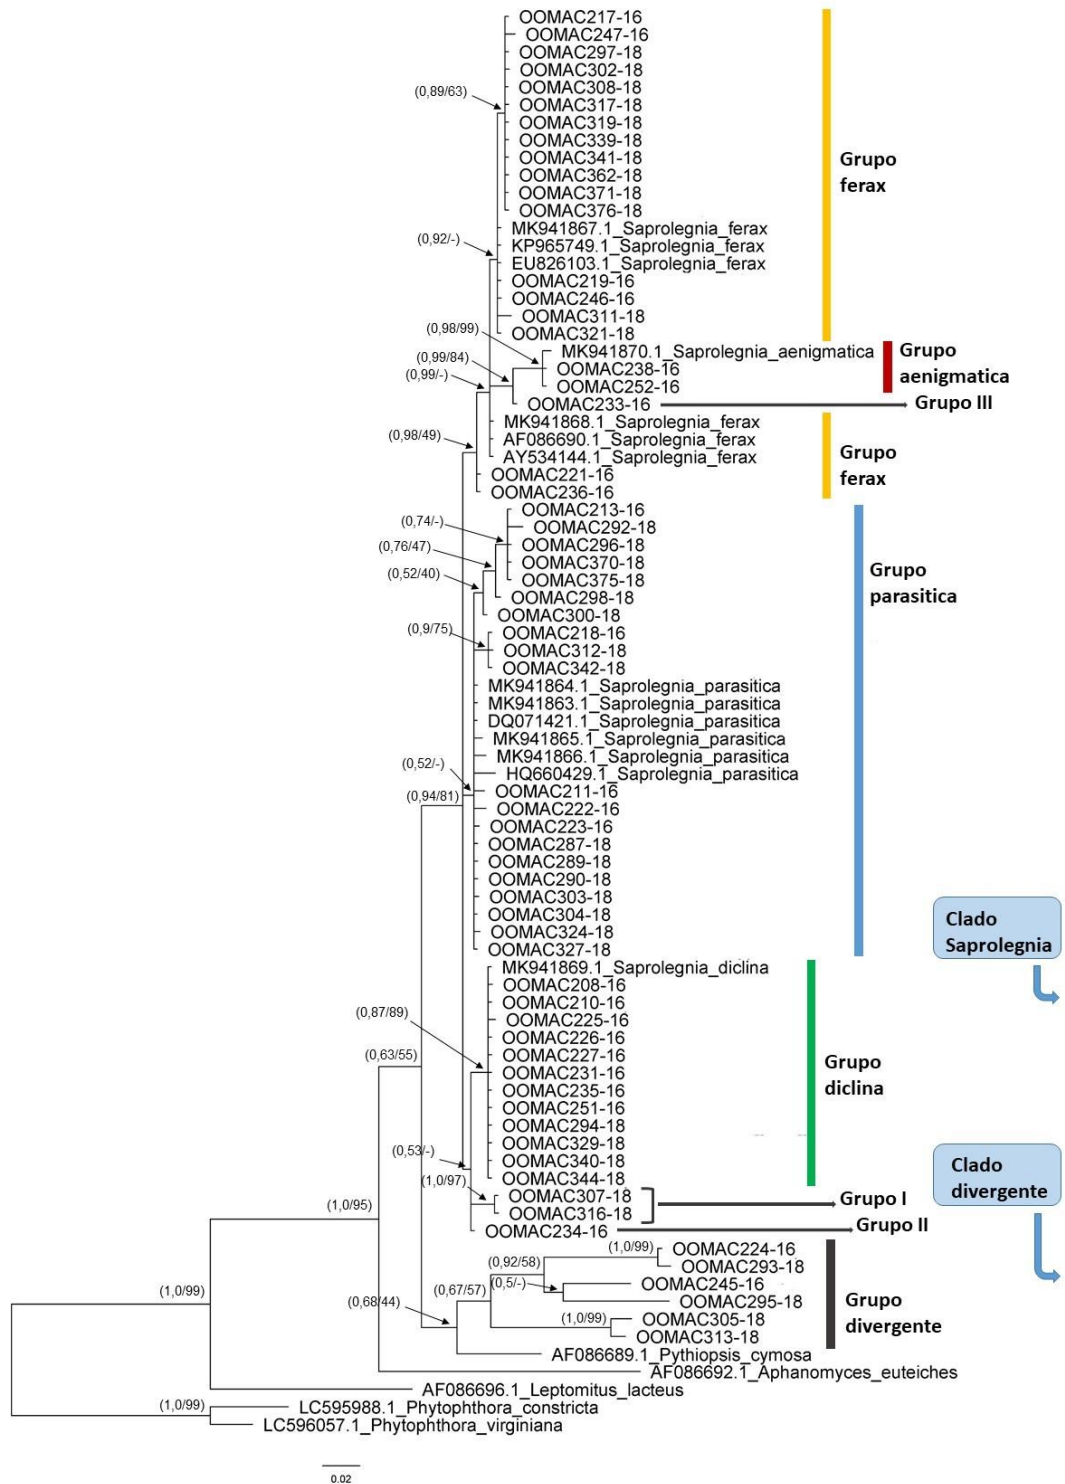 OOMAC217-16
OOMAC247-16
OOMAC297-18
OOMAC302-18
OOMAC308-18
(0,89/63)
OOMAC317-18
OOMAC319-18
OOMAC339-18
OOMAC341-18
Grupo
ferax
OOMAC362-18
OOMAC371-18
OOMAC376-18
MK941867.1_Saprolegnia_ferax
(0,92/-)
KP965749.1_Saprolegnia_ferax
EU826103.1_Saprolegnia_ferax
OOMAC219-16
OOMAC246-16
OOMAC311-18
(0,98/99)
OOMAC321-18
MK941870.1_Saprolegnia_aenigmatica
Grupo
aenigmatica
(0,99/84)
OOMAC238-16
(0,99/-)
OOMAC252-16
OOMAC233-16
Grupo III
MK941868.1_Saprolegnia_ferax
(0,98/49)
AF086690.1_Saprolegnia_ferax
AY534144.1_Saprolegnia_ferax
Grupo
ferax
OOMAC221-16
OOMAC236-16
OOMAC213-16
(0,74/-)
OOMAC292-18
(0,76/47)
OOMAC296-18
OOMAC370-18
(0,52/40)
OOMAC375-18
Grupo
parasitica
OOMAC298-18
OOMAC300-18
(0,9/75)
OOMAC218-16
OOMAC312-18
OOMAC342-18
MK941864.1_Saprolegnia_parasitica
MK941863.1_Saprolegnia_parasitica
DQ071421.1_Saprolegnia_parasitica
MK941865.1_Saprolegnia_parasitica
MK941866.1_Saprolegnia_parasitica
(0,52/-)
HQ660429.1_Saprolegnia_parasitica
OOMAC211-16
(0,94/81)
OOMAC222-16
OOMAC223-16
OOMAC287-18
OOMAC289-18
OOMAC290-18
OOMAC303-18
OOMAC304-18
OOMAC324-18
OOMAC327-18
Clado
Saprolegnia
MK941869.1_Saprolegnia_diclina
OOMAC208-16
OOMAC210-16
(0,87/89)
OOMAC225-16
OOMAC226-16
(0,63/55)
OOMAC227-16
OOMAC231-16
Grupo
diclina
OOMAC235-16
OOMAC251-16
OOMAC294-18
OOMAC329-18
(0,53/-)
OOMAC340-18
(1,0/97)
OOMAC344-18
Clado
divergente
OOMAC307-18
Grupo I
(1,0/95)
OOMAC316-18
OOMAC234-16
Grupo II
(1,0/99)
OOMAC224-16
(0,92/58)
OOMAC293-18
(0,5/-)
OOMAC245-16
(0,67/57)
(1,0/99)
OOMAC295-18
(0,68/44)
Grupo
divergente
(1,0/99)
OOMAC305-18
OOMAC313-18
AF086689.1_Pythiopsis_cymosa
AF086692.1_Aphanomyces_euteiches
AF086696.1_Leptomitus_lacteus
(1,0/99)
LC595988.1_Phytophthora_constricta
LC596057.1_Phytophthora_virginiana
0.02